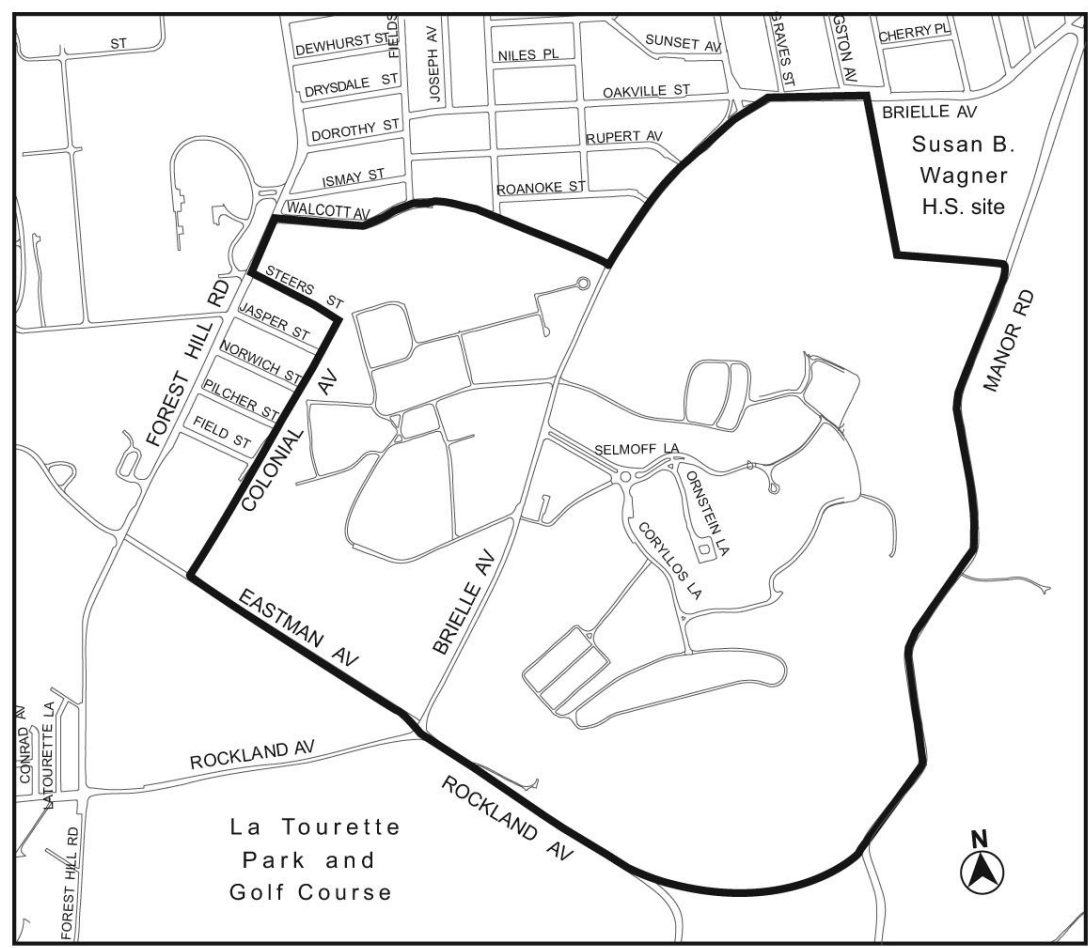 ST
DEWHURST ST
FIELDS
JOSEPH AV
NILES PL
SUNSET AV
GRAVES ST
GSTON AV
CHERRY PL
DRYSDALE ST
OAKVILLE ST
BRIELLE AV
DOROTHY ST
RUPERT AV
Susan B.
Wagner
H.S. site
ISMAY ST
ROANOKE ST
WALCOTT AV
STEERS ST
JASPER ST
NORWICH ST
PILCHER ST
FIELD ST
FOREST HILL RD
COLONIAL AV
MANOR RD
SELMOFF LA
ORNSTEIN LA
CORYLLOS LA
BRIELLE AV
EASTMAN AV
CONRAD AV
LATOURETTE LA
ROCKLAND AV
ROCKLAND AV
FOREST HILL RD
La Tourette
Park and
Golf Course
N